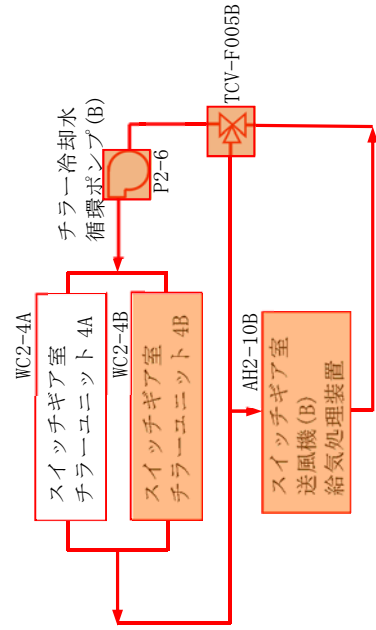 WC2-4A
スイッチギア室
チラーユニット 4A
WC2-4B
スイッチギア室
チラーユニット 4B
チラー冷却水
循環ポンプ(B)
P2-6
TCV-F005B
AH2-10B
スイッチギア室
送風機(B)
給気処理装置